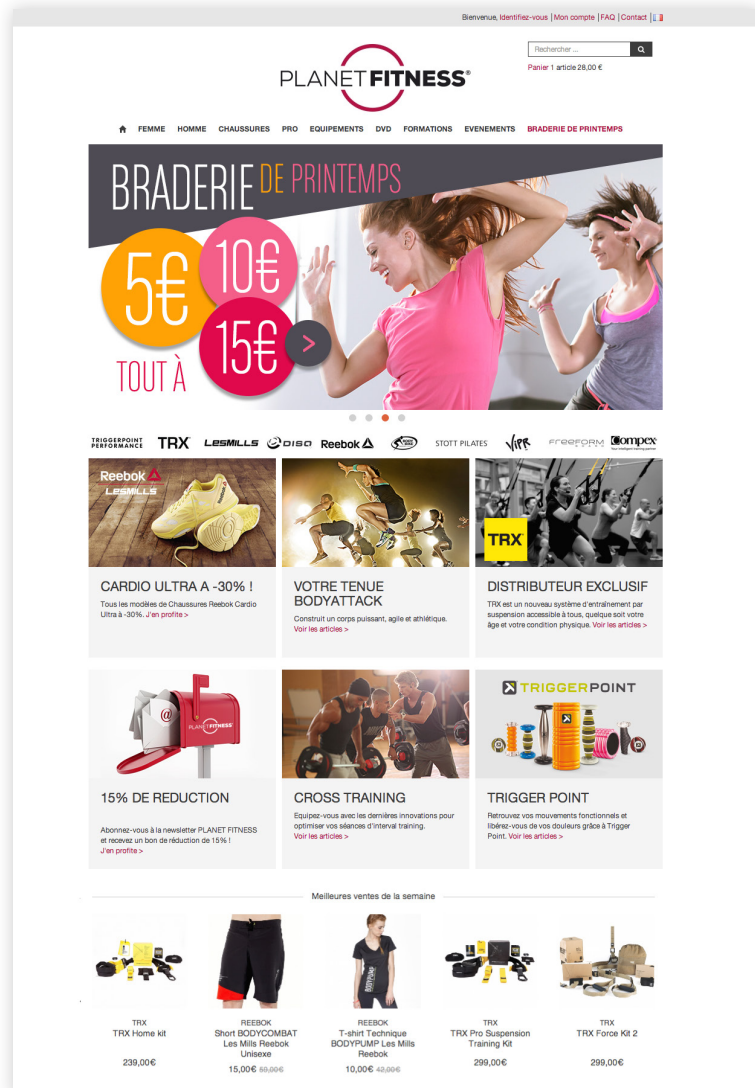 Bienvenue, Identifiez-vous | Mon compte | FAQ | Contact |
Rechercher ...
PLANET FITNESS®
Panier 1 article 28,00 €
FEMME HOMME CHAUSSURES PRO EQUIPEMENTS DVD FORMATIONS EVENEMENTS BRADERIE DE PRINTEMPS
BRADERIE DE PRINTEMPS
5€
10€
15€
TOUT À
TRIGGERPOINT PERFORMANCE TRX LESMILLS DISQ Reebok STOTT PILATES ViPR FREEFORM Compex
Reebok
LESMILLS
TRX
CARDIO ULTRA A -30% !
Tous les modèles de Chaussures Reebok Cardio
Ultra à -30%. J'en profite >
VOTRE TENUE
BODYATTACK
Construit un corps puissant, agile et athlétique.
Voir les articles >
DISTRIBUTEUR EXCLUSIF
TRX est un nouveau système d'entraînement par
suspension accessible à tous, quelque soit votre
âge et votre condition physique. Voir les articles >
@
PLANET FITNESS
TRIGGERPOINT
15% DE REDUCTION
Abonnez-vous à la newsletter PLANET FITNESS
et recevez un bon de réduction de 15% !
J'en profite >
CROSS TRAINING
Equipez-vous avec les dernières innovations pour
optimiser vos séances d'interval training.
Voir les articles >
TRIGGER POINT
Retrouvez vos mouvements fonctionnels et
libérez-vous de vos douleurs grâce à Trigger
Point. Voir les articles >
Meilleures ventes de la semaine
BODYPUMP
TRX
TRX Home kit
239,00€
REEBOK
Short BODYCOMBAT
Les Mills Reebok
Unisexe
15,00€ 59,00€
REEBOK
T-shirt Technique
BODYPUMP Les Mills
Reebok
10,00€ 42,00€
TRX
TRX Pro Suspension
Training Kit
299,00€
TRX
TRX Force Kit 2
299,00€